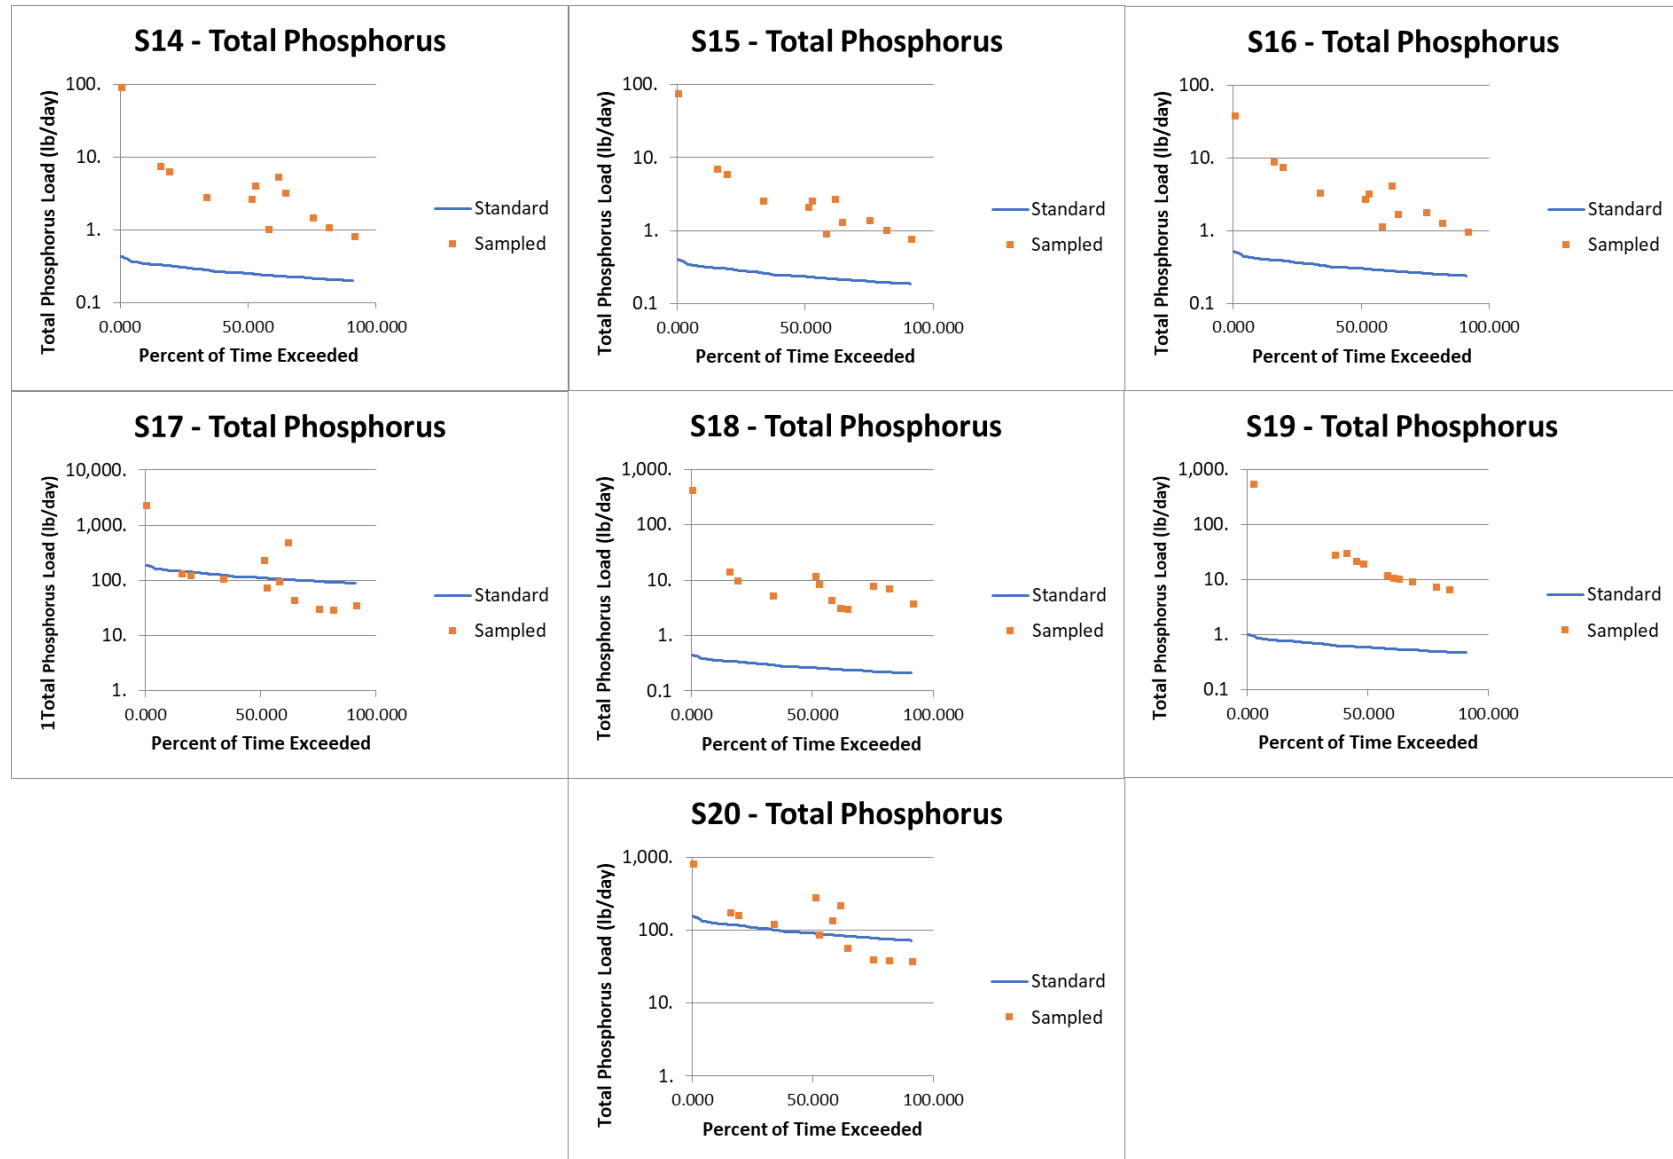 S14 - Total Phosphorus
Total Phosphorus Load (lb/day)
100.
10.
1.
0.1
0.000 50.000 100.000
Percent of Time Exceeded
Standard
Sampled
S15 - Total Phosphorus
Total Phosphorus Load (lb/day)
100.
10.
1.
0.1
0.000 50.000 100.000
Percent of Time Exceeded
Standard
Sampled
S16 - Total Phosphorus
Total Phosphorus Load (lb/day)
100.
10.
1.
0.1
0.000 50.000 100.000
Percent of Time Exceeded
Standard
Sampled
S17 - Total Phosphorus
1Total Phosphorus Load (lb/day)
10,000.
1,000.
100.
10.
1.
0.000 50.000 100.000
Percent of Time Exceeded
Standard
Sampled
S18 - Total Phosphorus
Total Phosphorus Load (lb/day)
1,000.
100.
10.
1.
0.1
0.000 50.000 100.000
Percent of Time Exceeded
Standard
Sampled
S19 - Total Phosphorus
Total Phosphorus Load (lb/day)
1,000.
100.
10.
1.
0.1
0.000 50.000 100.000
Percent of Time Exceeded
Standard
Sampled
S20 - Total Phosphorus
Total Phosphorus Load (lb/day)
1,000.
100.
10.
1.
0.000 50.000 100.000
Percent of Time Exceeded
Standard
Sampled